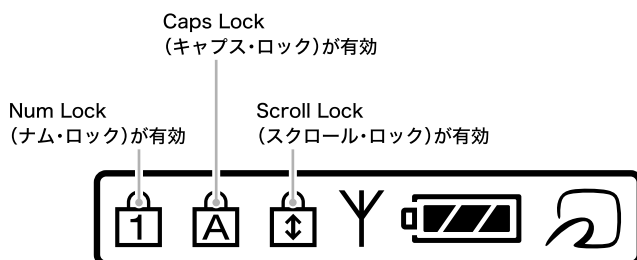 Caps Lock
（キャプス・ロック）が有効
Num Lock
（ナム・ロック）が有効
Scroll Lock
（スクロール・ロック）が有効
1
A